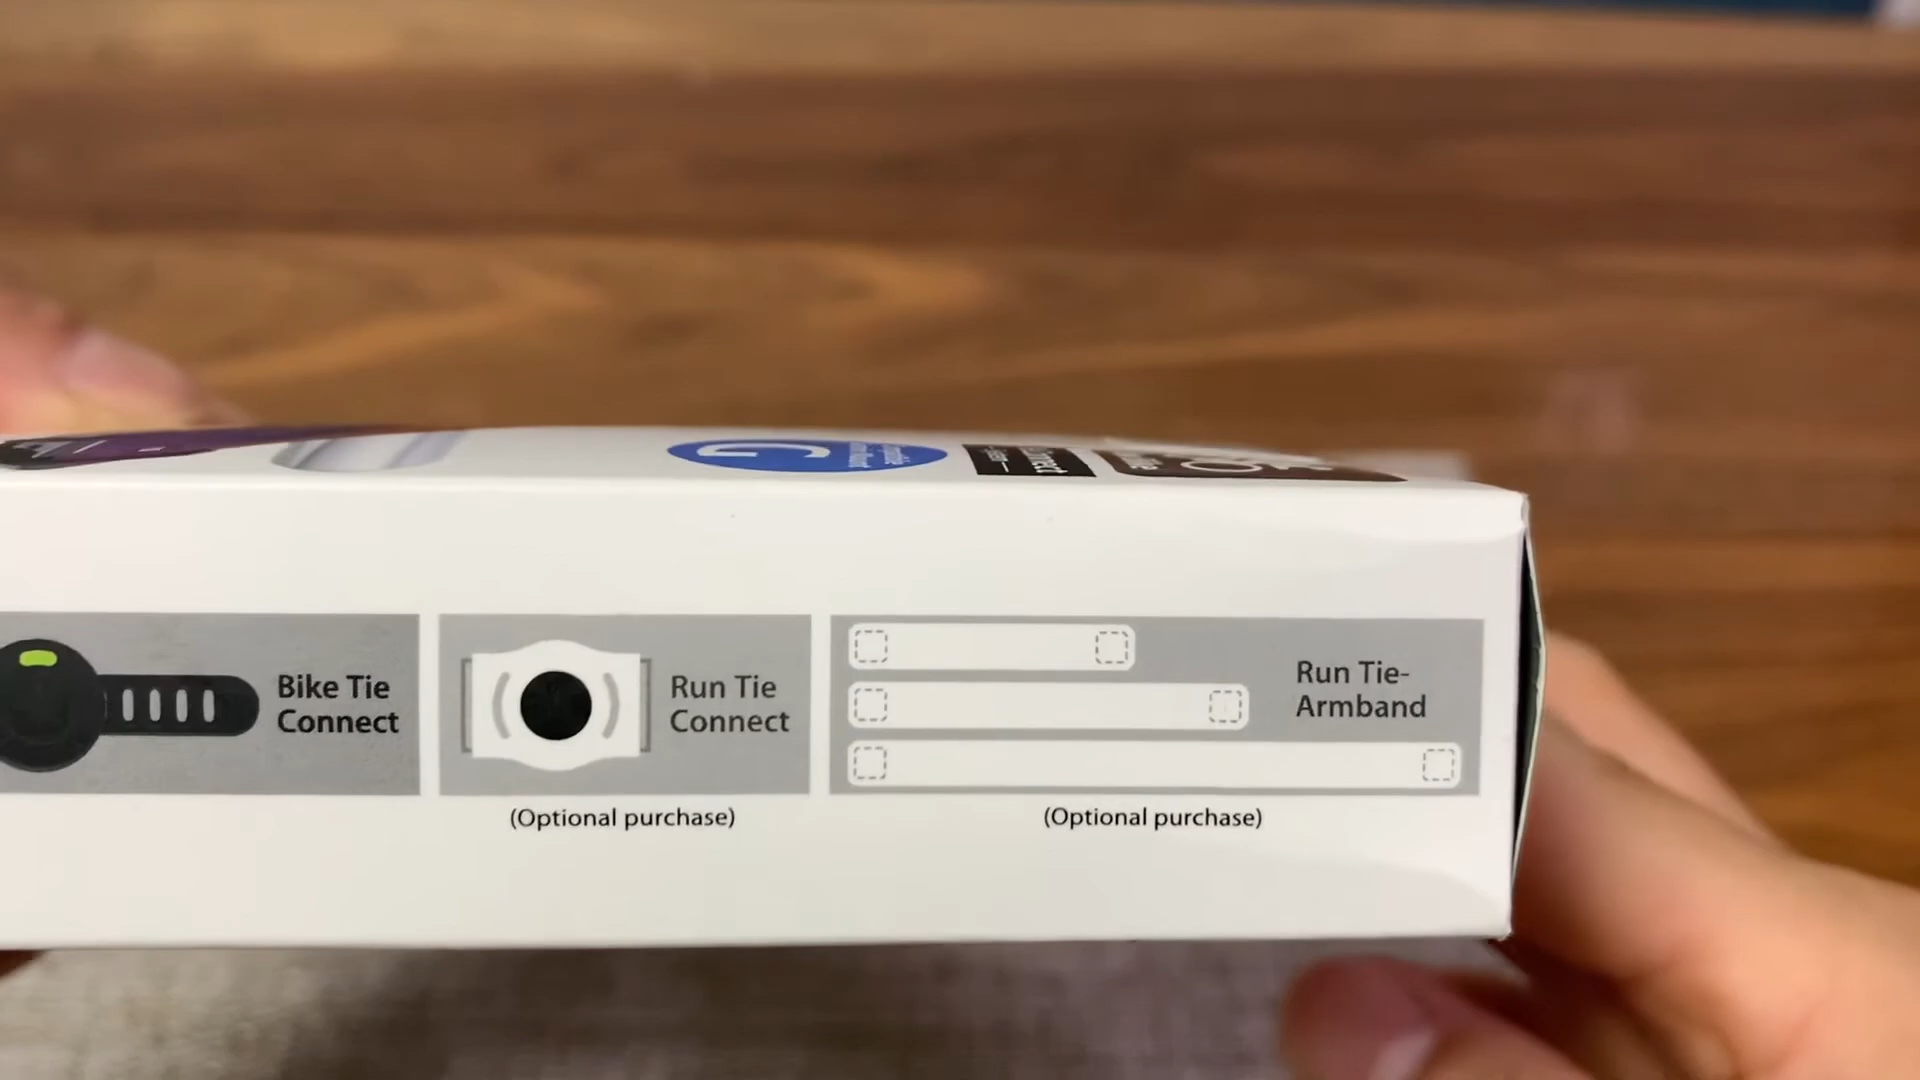 Bike Tie
Connect
Run Tie
Connect
(Optional purchase)
Run Tie-
Armband
(Optional purchase)